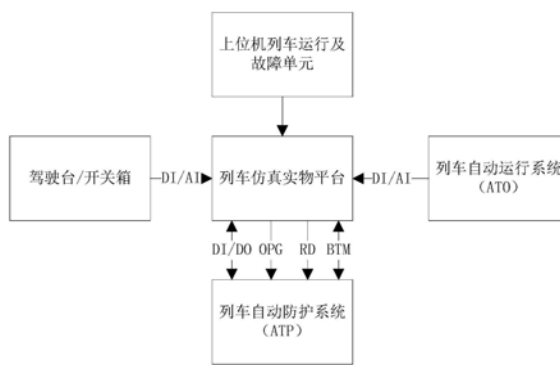 上位机列车运行及
故障单元
驾驶台/开关箱
DI/AI
列车仿真实物平台
DI/AI
列车自动运行系统
(ATO)
DI/DO OPG RD BTM
列车自动防护系统
(ATP)